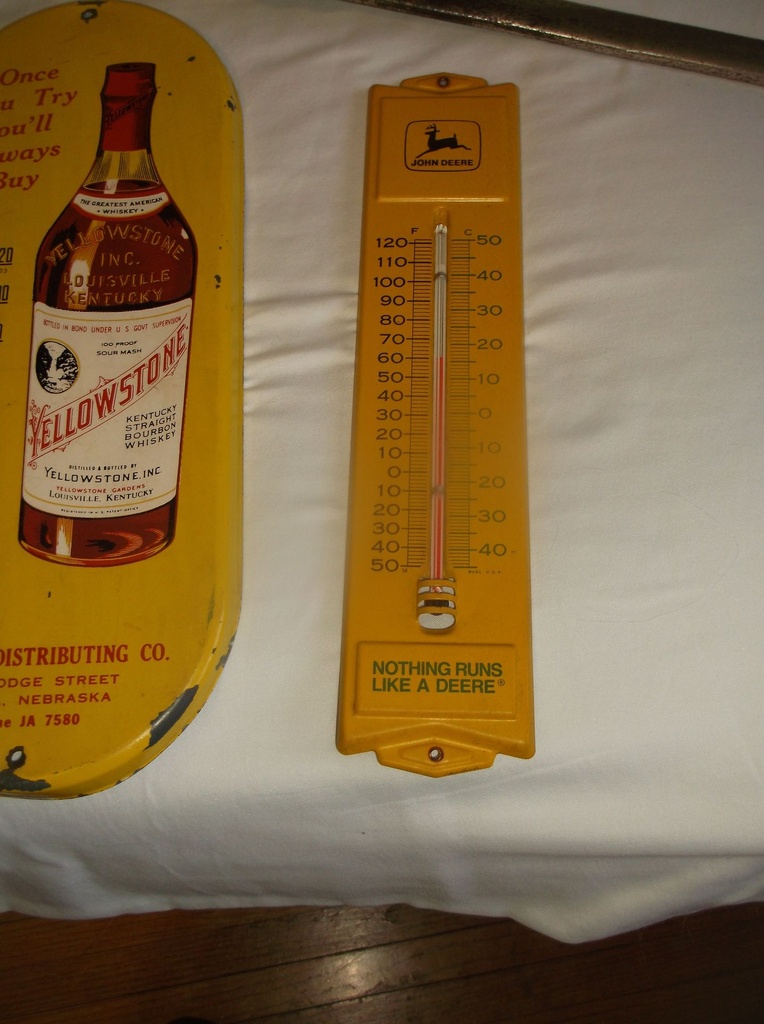 Once
u Try
ou'll
ways
Buy
THE GREATEST AMERICAN
WHISKEY
YELLOWSTONE
INC.
LOUISVILLE
KENTUCKY
BOTTLED IN BOND UNDER U S GOVT SUPERVISION
100 PROOF
SOUR MASH
YELLOWSTONE
KENTUCKY
STRAIGHT
BOURBON
WHISKEY
DISTILLED & BOTTLED BY
YELLOWSTONE, INC.
YELLOWSTONE GARDENS
LOUISVILLE, KENTUCKY
20
DISTRIBUTING CO.
ODGE STREET
NEBRASKA
JA 7580
JOHN DEERE
F C
120 50
110
100 40
90
80 30
70
60 20
50
40 10
30
20 0
10
0 10
10
20 20
30 30
40
50 40
NOTHING RUNS
LIKE A DEERE®